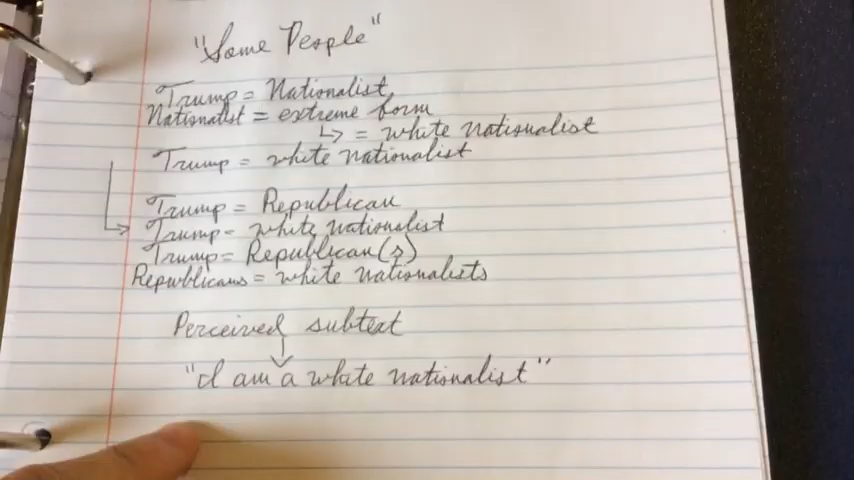 "Some People"
Trump = Nationalist
Nationalist = extreme form
↳ = white nationalist
Trump = white nationalist
Trump = Republican
Trump = white nationalist
Trump = Republican(s)
Republicans = white nationalists
Perceived subtext
"I am a white nationalist"